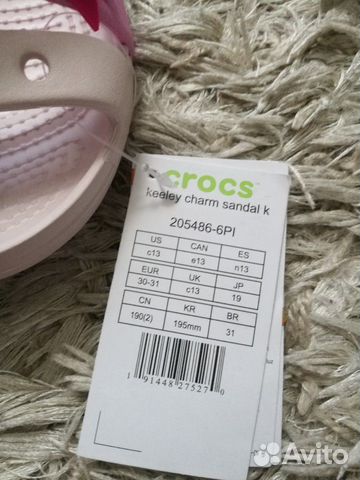 crocs™
keeley charm sandal k
205486-6PI
US CAN ES
c13 e13 n13
EUR UK JP
30-31 c13 19
CN KR BR
190(2) 195mm 31
1 91448 27527 0
Avito